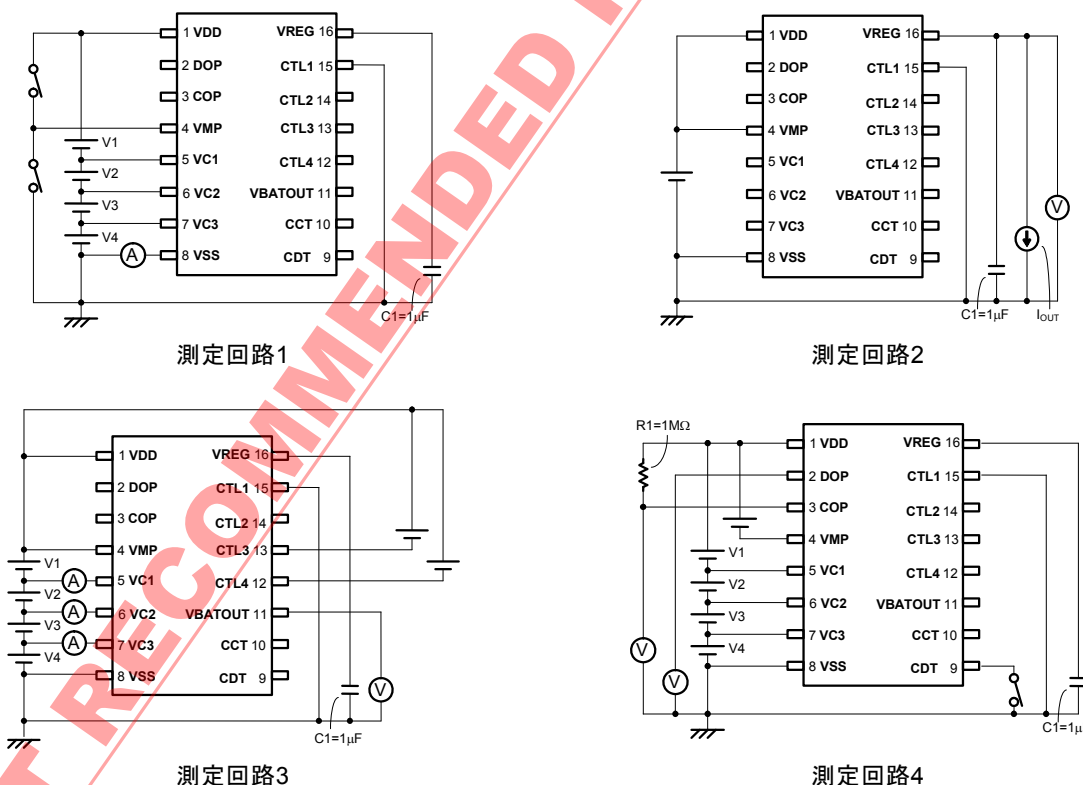 1 VDD
2 DOP
3 COP
4 VMP
5 VC1
6 VC2
7 VC3
8 VSS
VREG 16
CTL1 15
CTL2 14
CTL3 13
CTL4 12
VBATOUT 11
CCT 10
CDT 9
V1
V2
V3
V4
A
C1=1μF
測定回路1
1 VDD
2 DOP
3 COP
4 VMP
5 VC1
6 VC2
7 VC3
8 VSS
VREG 16
CTL1 15
CTL2 14
CTL3 13
CTL4 12
VBATOUT 11
CCT 10
CDT 9
V
C1=1μF
IOUT
測定回路2
1 VDD
2 DOP
3 COP
4 VMP
5 VC1
6 VC2
7 VC3
8 VSS
VREG 16
CTL1 15
CTL2 14
CTL3 13
CTL4 12
VBATOUT 11
CCT 10
CDT 9
V1
V2
V3
V4
A
A
A
V
C1=1μF
測定回路3
R1=1MΩ
1 VDD
2 DOP
3 COP
4 VMP
5 VC1
6 VC2
7 VC3
8 VSS
VREG 16
CTL1 15
CTL2 14
CTL3 13
CTL4 12
VBATOUT 11
CCT 10
CDT 9
V1
V2
V3
V4
V
V
C1=1μ
測定回路4
RECOMMENDED